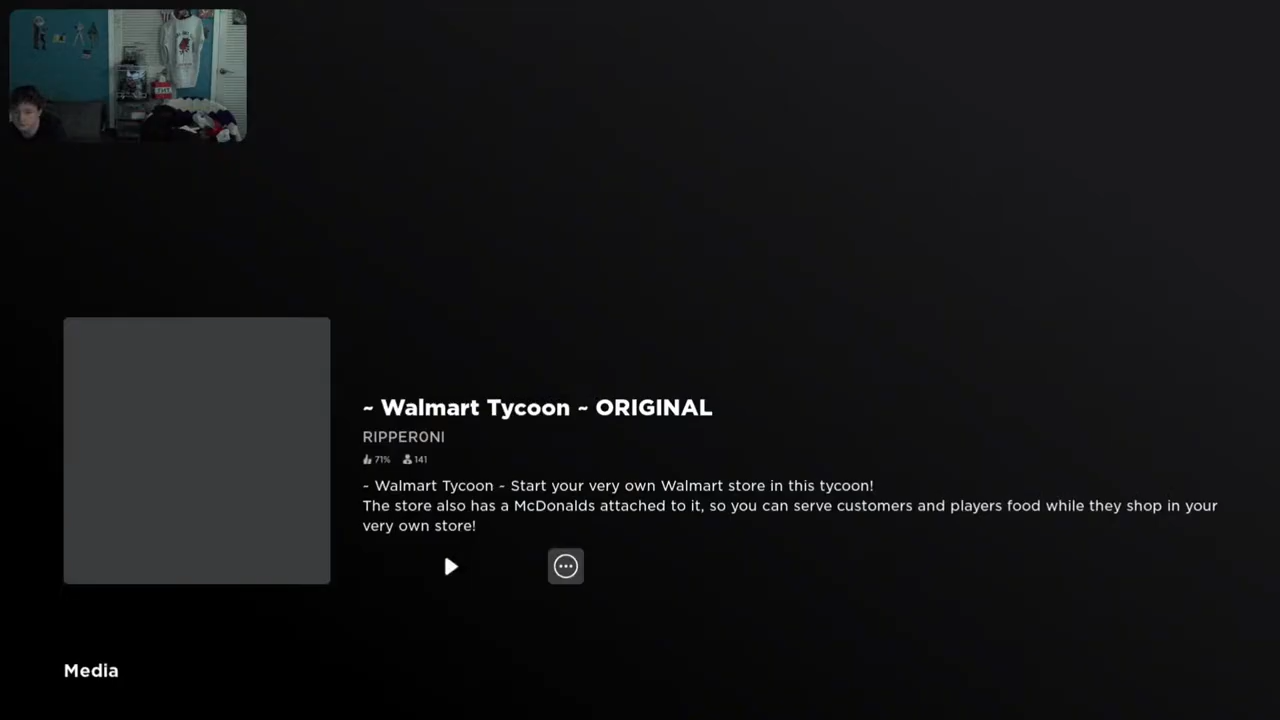 ~ Walmart Tycoon ~ ORIGINAL
RIPPER0NI
71% 141
~ Walmart Tycoon ~ Start your very own Walmart store in this tycoon!
The store also has a McDonalds attached to it, so you can serve customers and players food while they shop in your
very own store!
Media